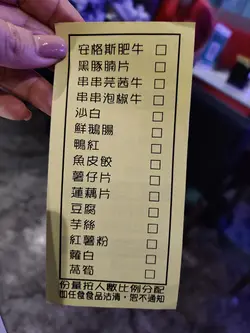 安格斯肥牛 □
黑豚腩片 □
串串芫茜牛 □
串串泡椒牛 □
沙白 □
鮮鵝腸 □
鴨紅 □
魚皮餃 □
薯仔片 □
蓮藕片 □
豆腐 □
芋絲 □
紅薯粉 □
蘿白 □
萵筍 □
份量按人數比例分配
如任食食品沽清，恕不通知